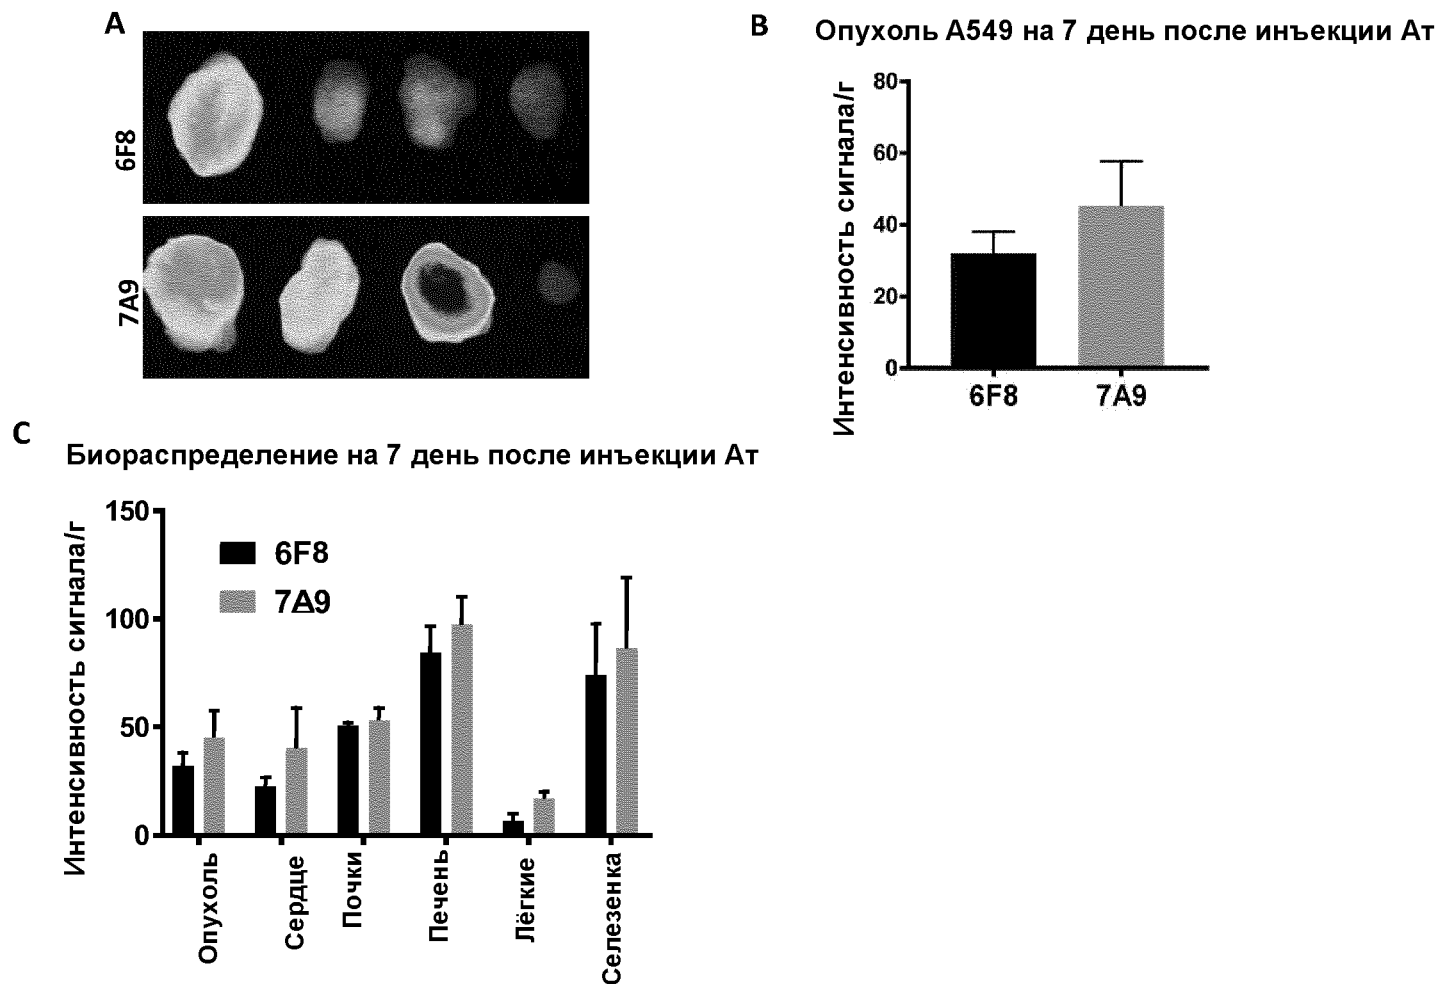 A
6F8
7A9
B
Опухоль A549 на 7 день после инъекции Ат
Интенсивность сигнала/г
80
60
40
20
0
6F8
7A9
C
Биораспределение на 7 день после инъекции Ат
Интенсивность сигнала/г
150
100
50
0
6F8
7A9
Опухоль
Сердце
Почки
Печень
Лёгкие
Селезенка